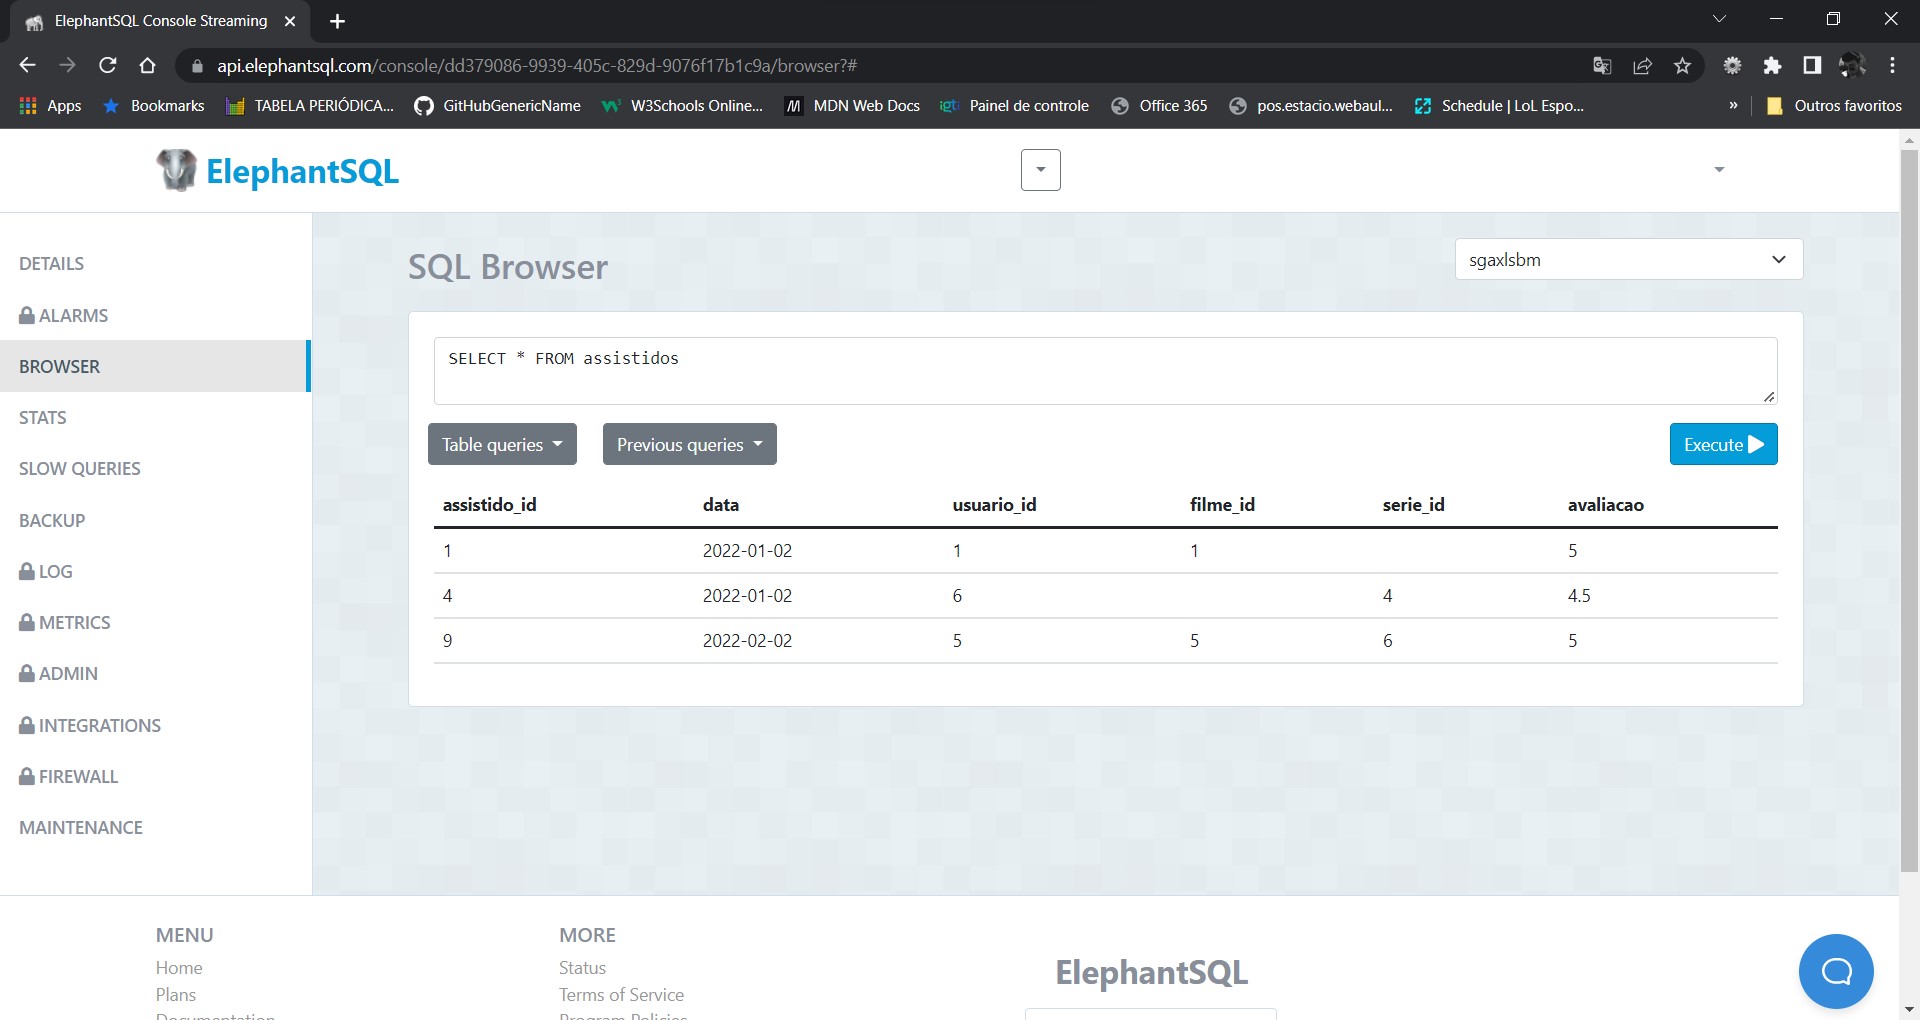 ElephantSQL Console Streaming
api.elephantsql.com/console/dd379086-9939-405c-829d-9076f17b1c9a/browser?#
Apps Bookmarks TABELA PERIÓDICA... GitHubGenericName W3Schools Online... MDN Web Docs Painel de controle Office 365 pos.estacio.webaul... Schedule | LoL Espo... » Outros favoritos
ElephantSQL
DETAILS
ALARMS
BROWSER
STATS
SLOW QUERIES
BACKUP
LOG
METRICS
ADMIN
INTEGRATIONS
FIREWALL
MAINTENANCE
SQL Browser
sgaxlsbm
SELECT * FROM assistidos
Table queries Previous queries Execute
assistido_id data usuario_id filme_id serie_id avaliacao
1 2022-01-02 1 1 5
4 2022-01-02 6 4 4.5
9 2022-02-02 5 5 6 5
MENU
Home
Plans
Documentation
MORE
Status
Terms of Service
Program Policies
ElephantSQL